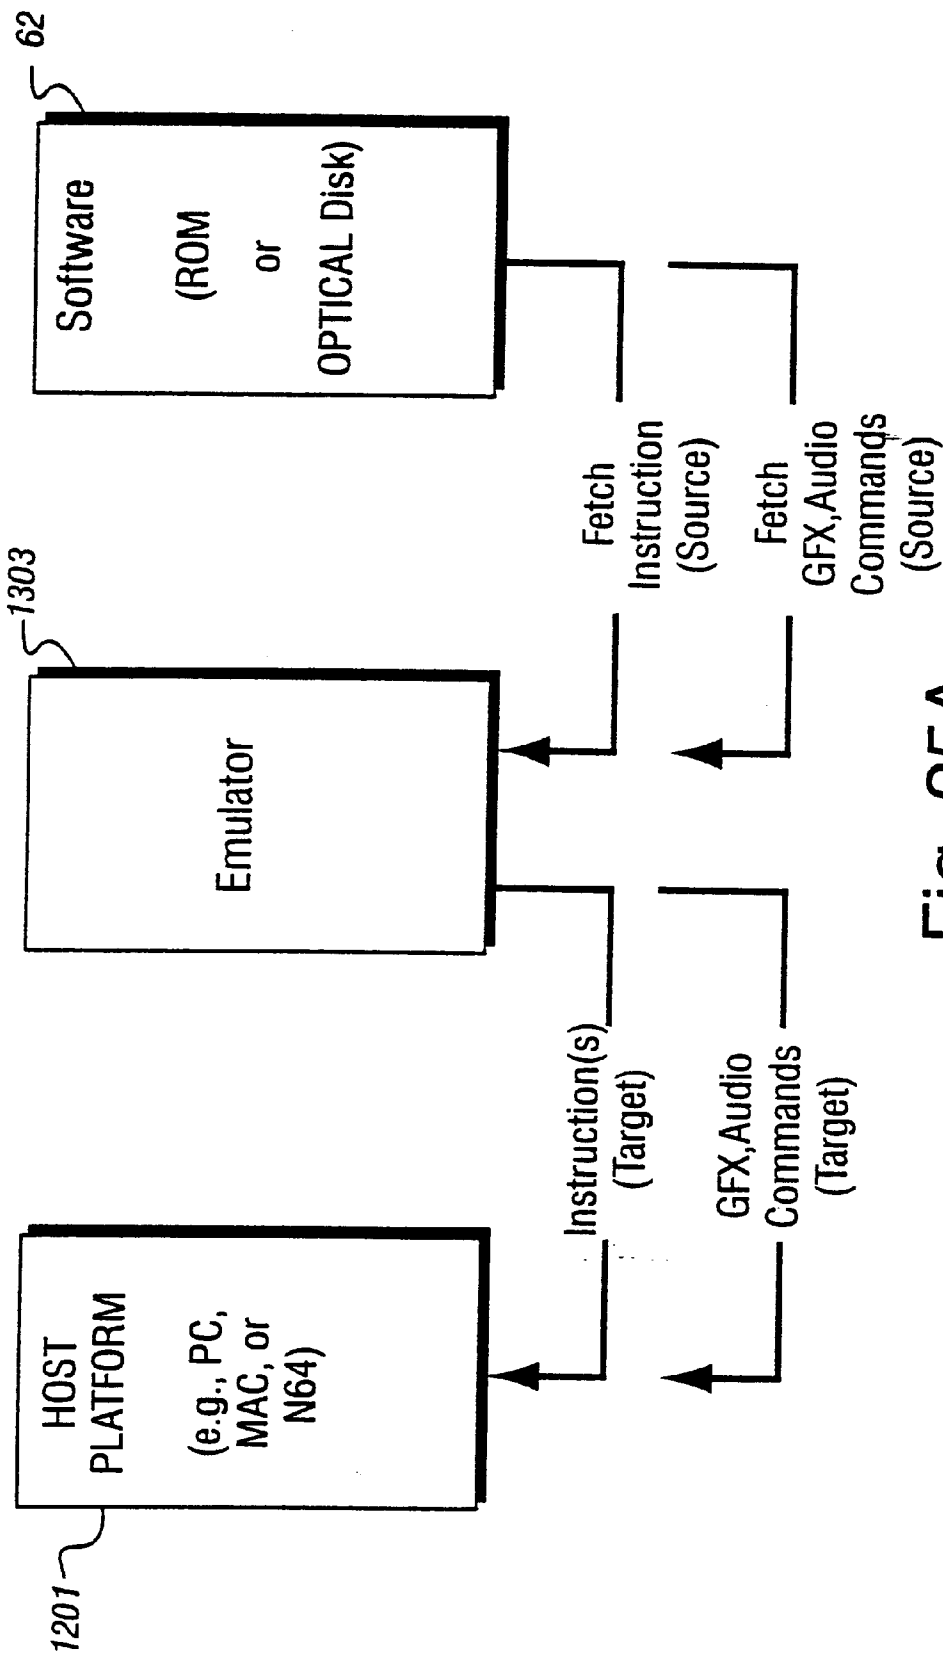 1201
HOST
PLATFORM
(e.g., PC,
MAC, or
N64)
1303
Emulator
62
Software
(ROM
or
OPTICAL Disk)
Instruction(s)
(Target)
GFX,Audio
Commands
(Target)
Fetch
Instruction
(Source)
Fetch
GFX,Audio
Commands
(Source)